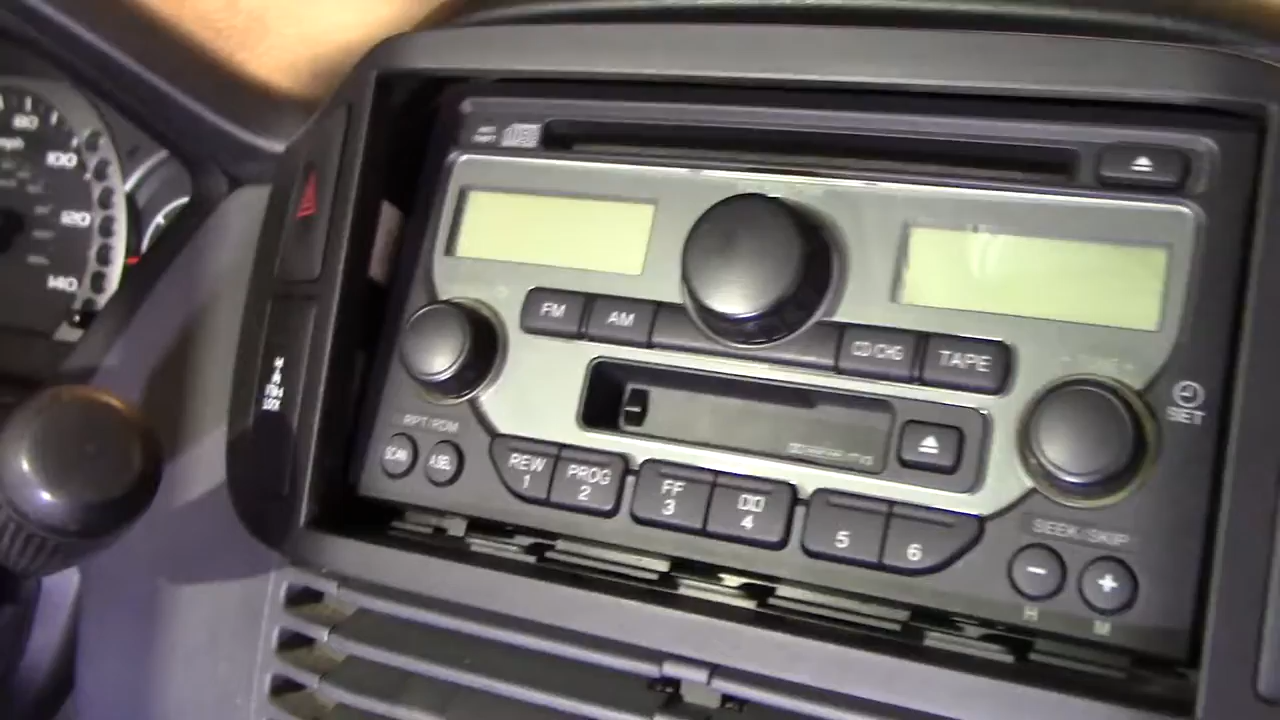 80
mph
100
120
140
FM
AM
CD CHG
TAPE
SET
RPT/RDM
SCAN
A.SEL
REW
1
PROG
2
FF
3
4
5
6
SEEK/SKIP
H
M